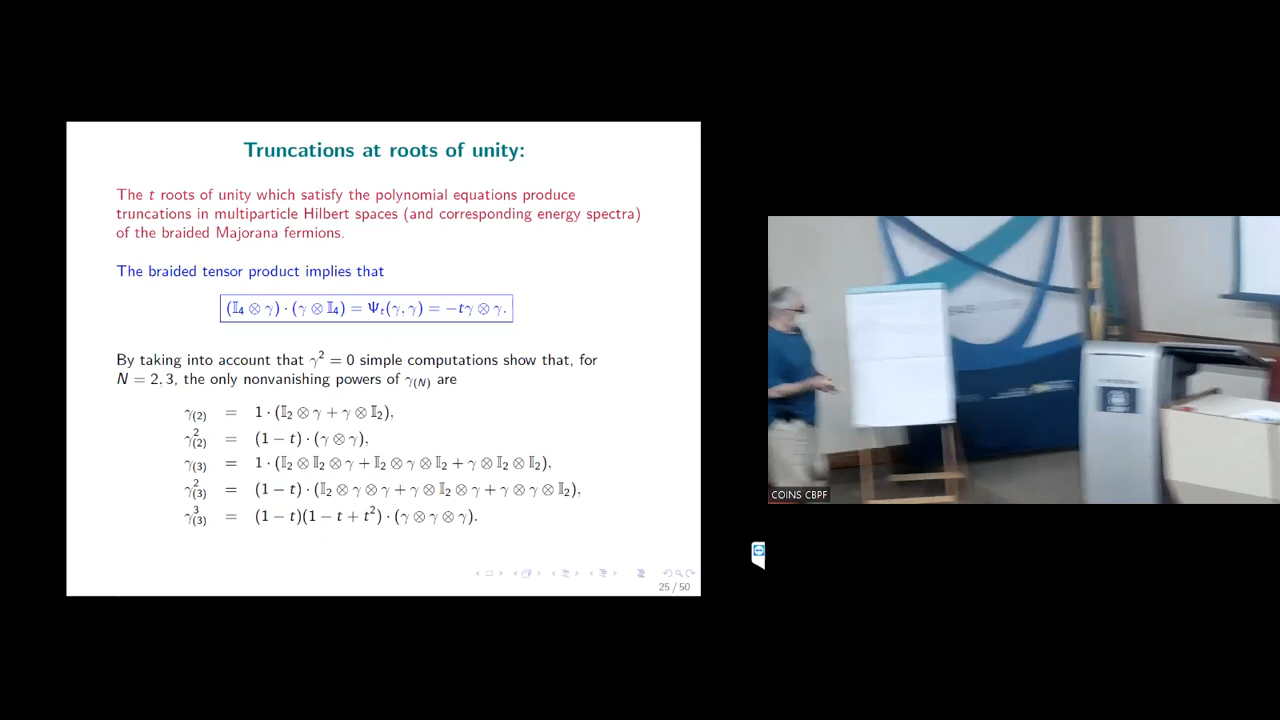 Truncations at roots of unity:
The t roots of unity which satisfy the polynomial equations produce
truncations in multiparticle Hilbert spaces (and corresponding energy spectra)
of the braided Majorana fermions.
The braided tensor product implies that
(𝕀₄ ⊗ γ) · (γ ⊗ 𝕀₄) = Ψₜ(γ, γ) = −tγ ⊗ γ.
By taking into account that γ² = 0 simple computations show that, for
N = 2, 3, the only nonvanishing powers of γ₍N₎ are
γ₍₂₎ = 1 · (𝕀₂ ⊗ γ + γ ⊗ 𝕀₂),
γ²₍₂₎ = (1 − t) · (γ ⊗ γ),
γ₍₃₎ = 1 · (𝕀₂ ⊗ 𝕀₂ ⊗ γ + 𝕀₂ ⊗ γ ⊗ 𝕀₂ + γ ⊗ 𝕀₂ ⊗ 𝕀₂),
γ²₍₃₎ = (1 − t) · (𝕀₂ ⊗ γ ⊗ γ + γ ⊗ 𝕀₂ ⊗ γ + γ ⊗ γ ⊗ 𝕀₂),
γ³₍₃₎ = (1 − t)(1 − t + t²) · (γ ⊗ γ ⊗ γ).
25 / 50
COINS CBPF